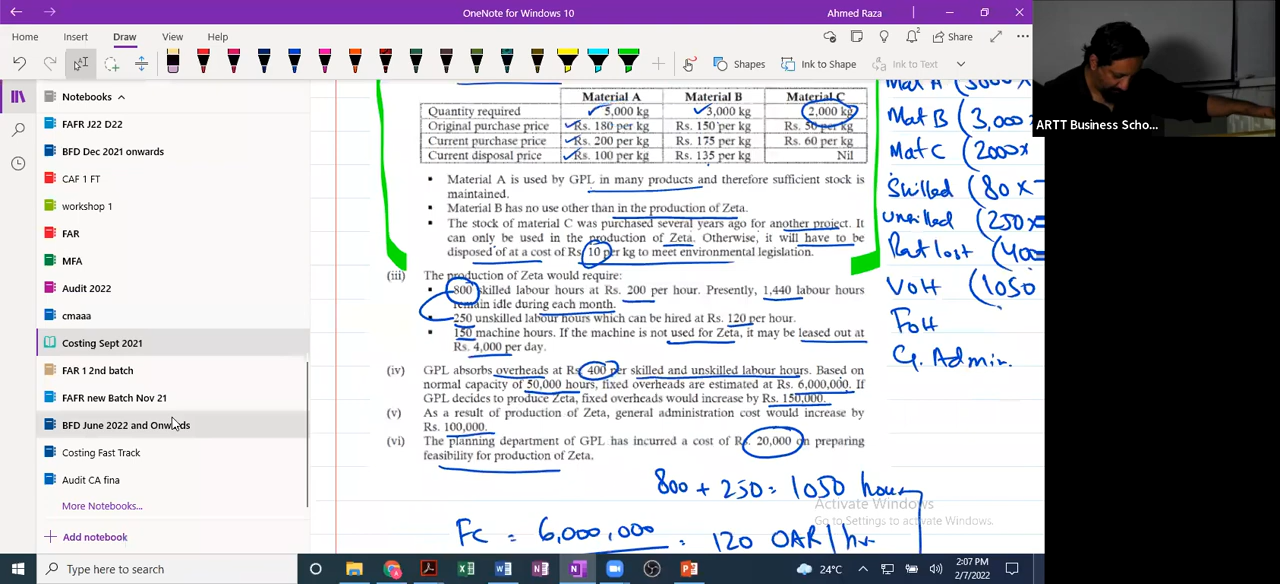 OneNote for Windows 10
Ahmed Raza
Home Insert Draw View Help
Share
Shapes Ink to Shape Ink to Text
Notebooks
FAFR J22 D22
BFD Dec 2021 onwards
CAF 1 FT
workshop 1
FAR
MFA
Audit 2022
cmaaa
Costing Sept 2021
FAR 1 2nd batch
FAFR new Batch Nov 21
BFD June 2022 and Onwards
Costing Fast Track
Audit CA fina
More Notebooks...
Add notebook
Material A Material B Material C
Quantity required 5,000 kg 3,000 kg 2,000 kg
Original purchase price Rs. 180 per kg Rs. 150 per kg Rs. 50 per kg
Current purchase price Rs. 200 per kg Rs. 175 per kg Rs. 60 per kg
Current disposal price Rs. 100 per kg Rs. 135 per kg Nil
▪ Material A is used by GPL in many products and therefore sufficient stock is
maintained.
▪ Material B has no use other than in the production of Zeta.
▪ The stock of material C was purchased several years ago for another project. It
can only be used in the production of Zeta. Otherwise, it will have to be
disposed of at a cost of Rs 10 per kg to meet environmental legislation.
(iii) The production of Zeta would require:
▪ 800 skilled labour hours at Rs. 200 per hour. Presently, 1,440 labour hours
remain idle during each month.
▪ 250 unskilled labour hours which can be hired at Rs. 120 per hour.
▪ 150 machine hours. If the machine is not used for Zeta, it may be leased out at
Rs. 4,000 per day.
(iv) GPL absorbs overheads at Rs. 400 per skilled and unskilled labour hours. Based on
normal capacity of 50,000 hours, fixed overheads are estimated at Rs. 6,000,000. If
GPL decides to produce Zeta, fixed overheads would increase by Rs. 150,000.
(v) As a result of production of Zeta, general administration cost would increase by
Rs. 100,000.
(vi) The planning department of GPL has incurred a cost of Rs. 20,000 on preparing
feasibility for production of Zeta.
800 + 250 = 1050 hours
FC = 6,000,000 = 120 OAR/hr
Mat A (5000 x
Mat B (3,000 x
Mat C (2000 x
Skilled (80 x
unskilled (250 x
Rent lost (400
VOH (1050
FOH
G. Admin.
Activate Windows
Go to Settings to activate Windows.
ARTT Business Scho...
Type here to search
24°C
2:07 PM
2/7/2022